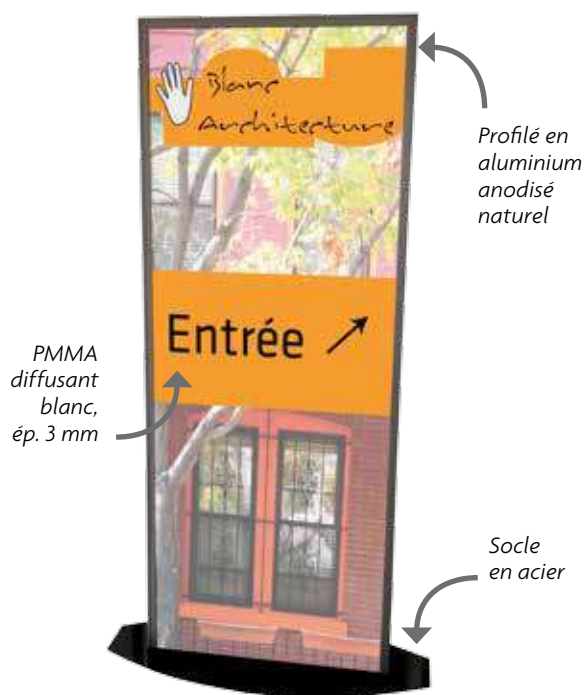 Blanc
Architecture
Profilé en
aluminium
anodisé
naturel
Entrée
PMMA
diffusant
blanc,
ép. 3 mm
Socle
en acier